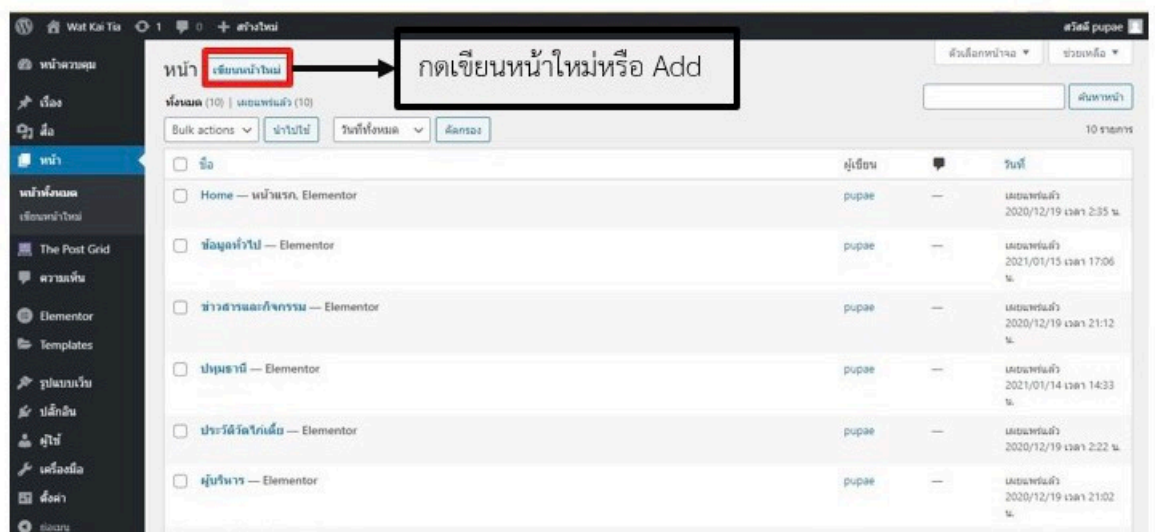 Wat Kai Tia 1 0 + สร้างใหม่ สวัสดี pupae
ตัวเลือกหน้าจอ ▼ ช่วยเหลือ ▼
หน้า เขียนหน้าใหม่
กดเขียนหน้าใหม่หรือ Add
ทั้งหมด (10) | เผยแพร่แล้ว (10)
ค้นหาหน้า
Bulk actions นำไปใช้ วันที่ทั้งหมด คัดกรอง 10 รายการ
หน้าควบคุม
เรื่อง
สื่อ
หน้า
หน้าทั้งหมด
เขียนหน้าใหม่
The Post Grid
ความเห็น
Elementor
Templates
รูปแบบเว็บ
ปลั๊กอิน
ผู้ใช้
เครื่องมือ
ตั้งค่า
ย่อเมนู
ชื่อ ผู้เขียน วันที่
Home — หน้าแรก, Elementor pupae — เผยแพร่แล้ว
2020/12/19 เวลา 2:35 น.
ข้อมูลทั่วไป — Elementor pupae — เผยแพร่แล้ว
2021/01/15 เวลา 17:06
น.
ข่าวสารและกิจกรรม — Elementor pupae — เผยแพร่แล้ว
2020/12/19 เวลา 21:12
น.
ปทุมธานี — Elementor pupae — เผยแพร่แล้ว
2021/01/14 เวลา 14:33
น.
ประวัติวัดไก่เตี้ย — Elementor pupae — เผยแพร่แล้ว
2020/12/19 เวลา 2:22 น.
ผู้บริหาร — Elementor pupae — เผยแพร่แล้ว
2020/12/19 เวลา 21:02
น.